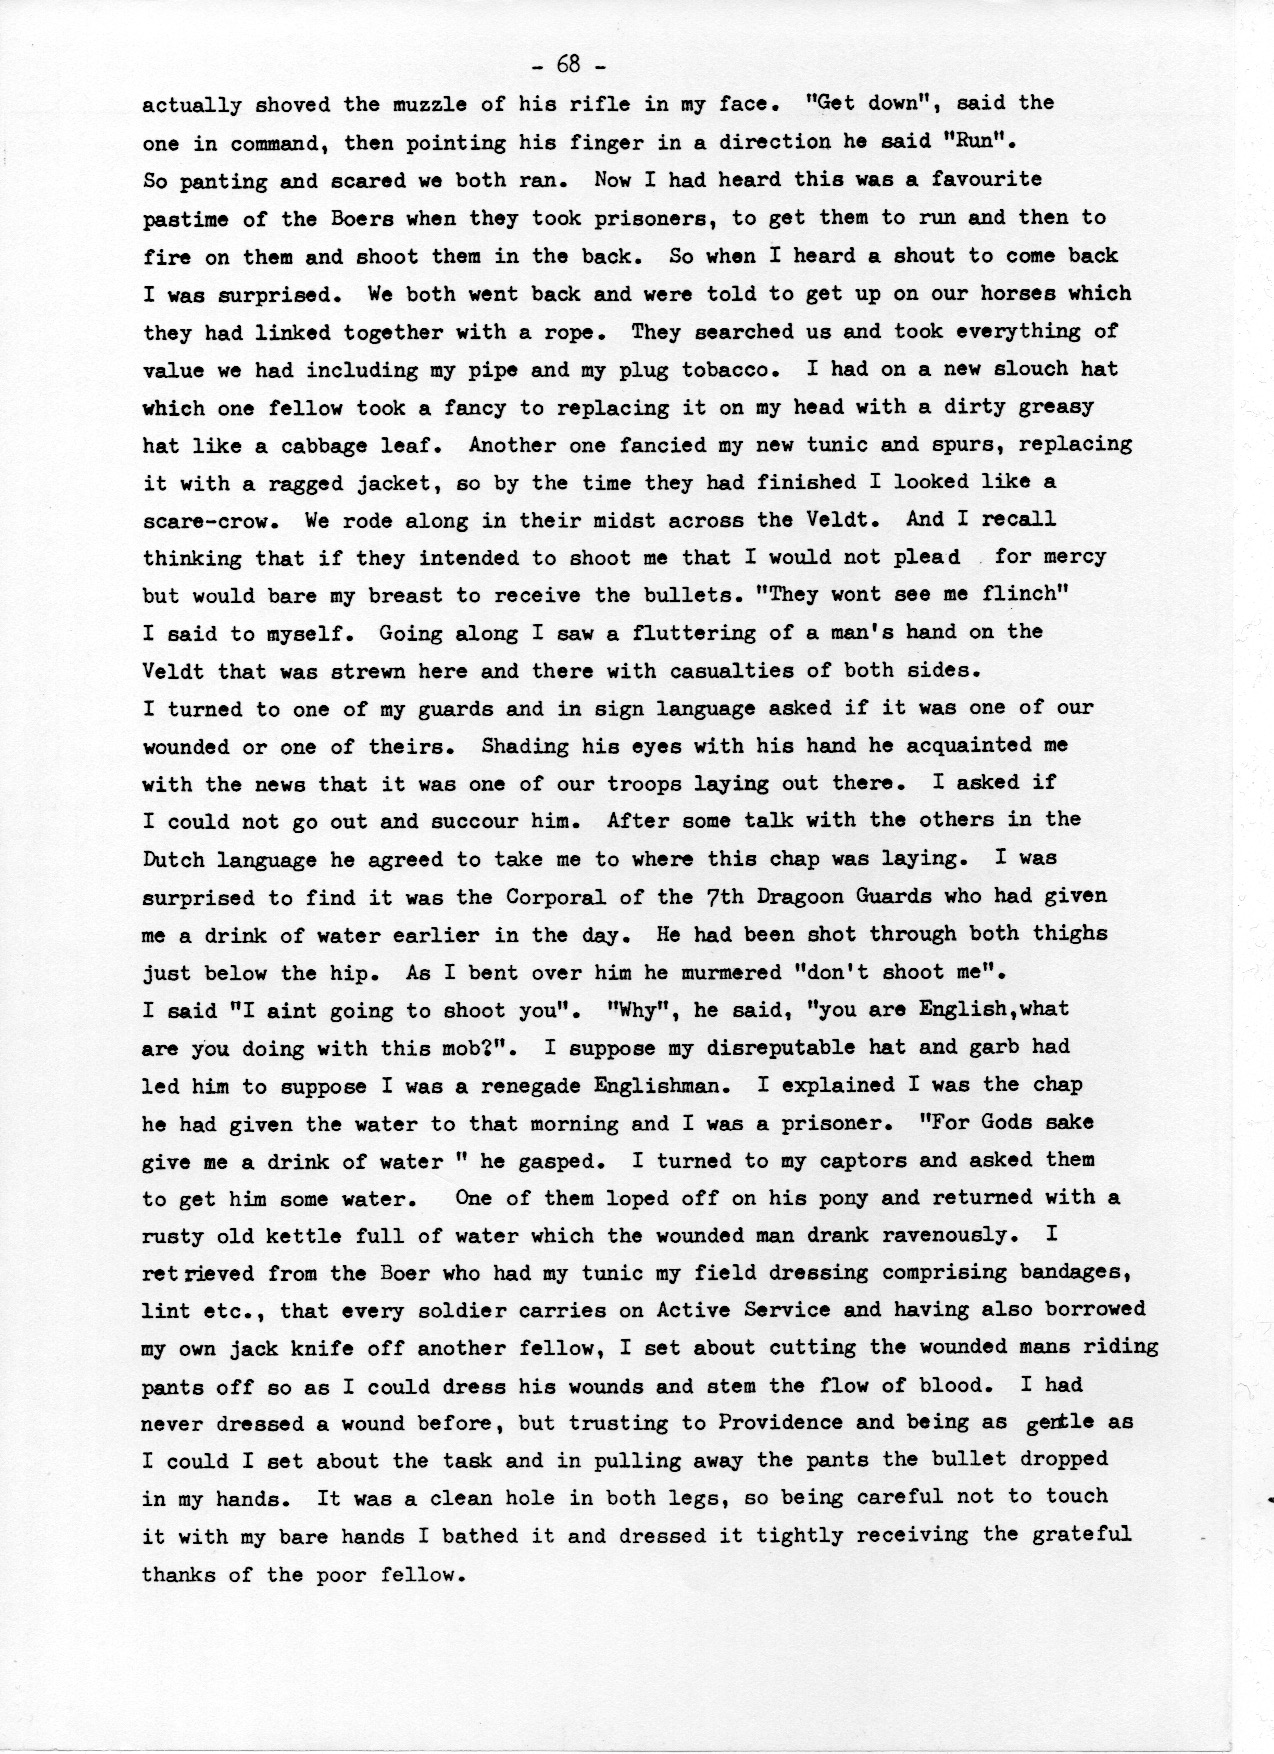 - 68 -
actually shoved the muzzle of his rifle in my face. "Get down", said the
one in command, then pointing his finger in a direction he said "Run".
So panting and scared we both ran. Now I had heard this was a favourite
pastime of the Boers when they took prisoners, to get them to run and then to
fire on them and shoot them in the back. So when I heard a shout to come back
I was surprised. We both went back and were told to get up on our horses which
they had linked together with a rope. They searched us and took everything of
value we had including my pipe and my plug tobacco. I had on a new slouch hat
which one fellow took a fancy to replacing it on my head with a dirty greasy
hat like a cabbage leaf. Another one fancied my new tunic and spurs, replacing
it with a ragged jacket, so by the time they had finished I looked like a
scare-crow. We rode along in their midst across the Veldt. And I recall
thinking that if they intended to shoot me that I would not plead for mercy
but would bare my breast to receive the bullets. "They wont see me flinch"
I said to myself. Going along I saw a fluttering of a man's hand on the
Veldt that was strewn here and there with casualties of both sides.
I turned to one of my guards and in sign language asked if it was one of our
wounded or one of theirs. Shading his eyes with his hand he acquainted me
with the news that it was one of our troops laying out there. I asked if
I could not go out and succour him. After some talk with the others in the
Dutch language he agreed to take me to where this chap was laying. I was
surprised to find it was the Corporal of the 7th Dragoon Guards who had given
me a drink of water earlier in the day. He had been shot through both thighs
just below the hip. As I bent over him he murmered "don't shoot me".
I said "I aint going to shoot you". "Why", he said, "you are English,what
are you doing with this mob?". I suppose my disreputable hat and garb had
led him to suppose I was a renegade Englishman. I explained I was the chap
he had given the water to that morning and I was a prisoner. "For Gods sake
give me a drink of water " he gasped. I turned to my captors and asked them
to get him some water. One of them loped off on his pony and returned with a
rusty old kettle full of water which the wounded man drank ravenously. I
retrieved from the Boer who had my tunic my field dressing comprising bandages,
lint etc., that every soldier carries on Active Service and having also borrowed
my own jack knife off another fellow, I set about cutting the wounded mans riding
pants off so as I could dress his wounds and stem the flow of blood. I had
never dressed a wound before, but trusting to Providence and being as gentle as
I could I set about the task and in pulling away the pants the bullet dropped
in my hands. It was a clean hole in both legs, so being careful not to touch
it with my bare hands I bathed it and dressed it tightly receiving the grateful
thanks of the poor fellow.